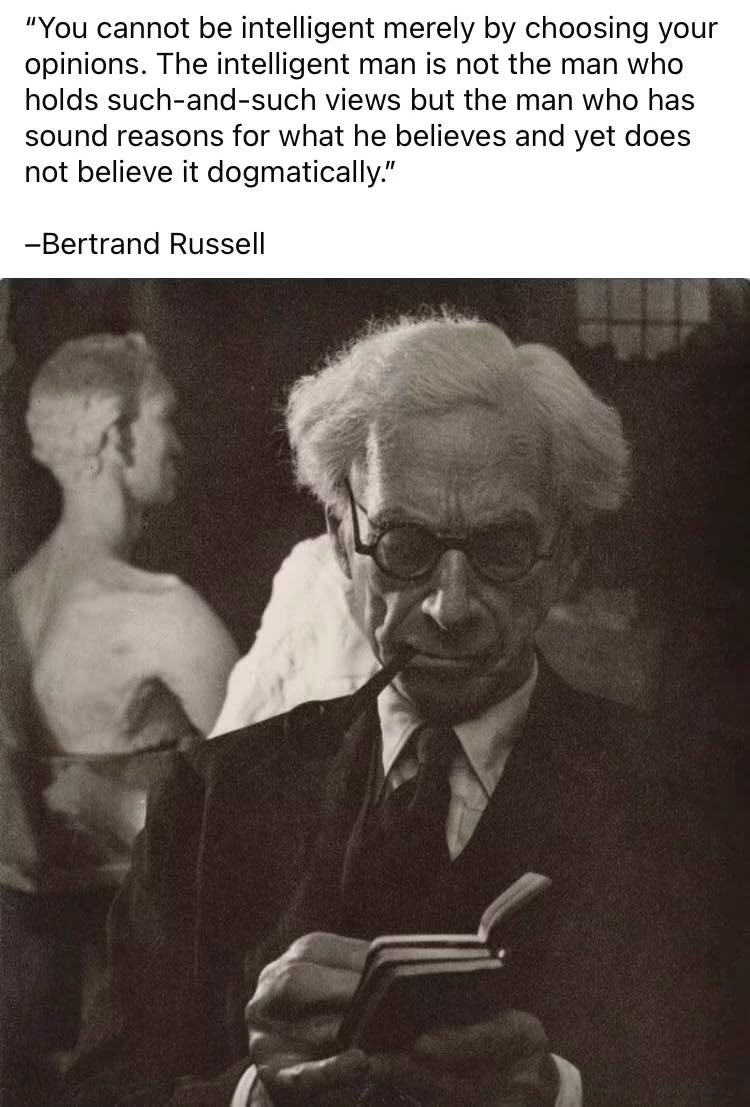 “You cannot be intelligent merely by choosing your
opinions. The intelligent man is not the man who
holds such-and-such views but the man who has
sound reasons for what he believes and yet does
not believe it dogmatically.”
–Bertrand Russell